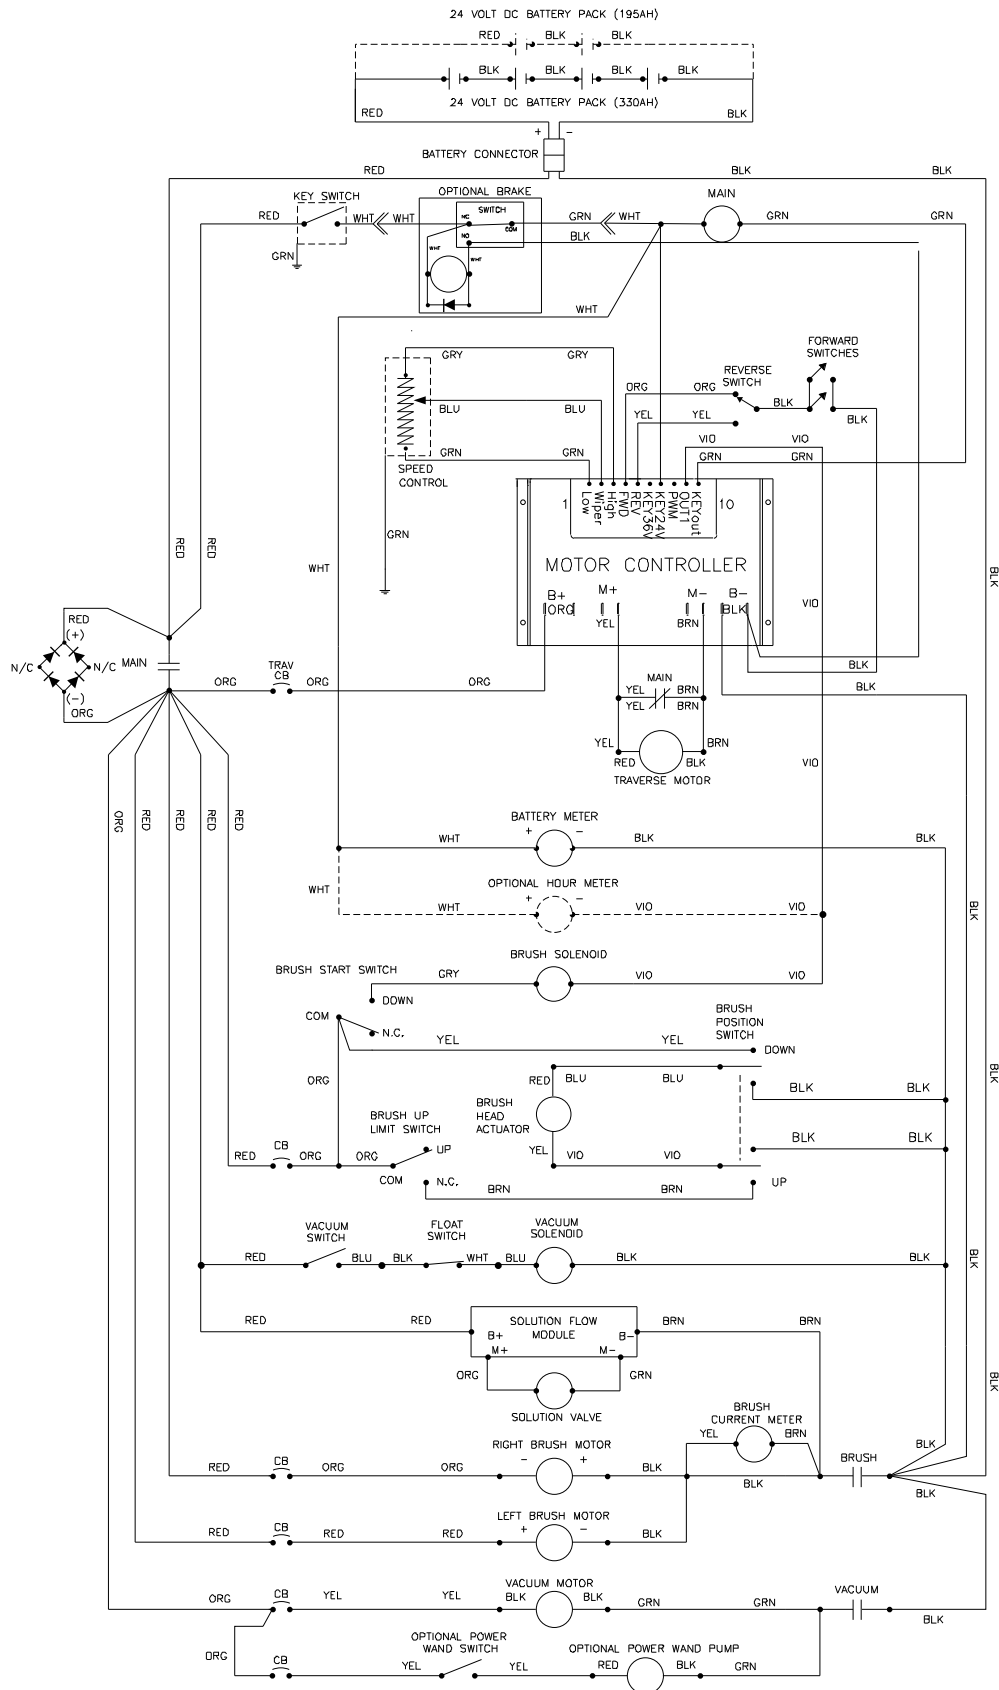 24 VOLT DC BATTERY PACK (195AH)
RED BLK BLK
BLK BLK BLK BLK
24 VOLT DC BATTERY PACK (330AH)
RED BLK
+ −
BATTERY CONNECTOR
RED BLK BLK
KEY SWITCH
OPTIONAL BRAKE
MAIN
RED WHT WHT
NC SWITCH COM
GRN WHT GRN GRN
NO
BLK
GRN
WHT WHT
WHT
FORWARD
SWITCHES
GRY GRY
REVERSE
SWITCH
ORG ORG
BLU BLU
BLK
YEL YEL
BLK
VIO VIO
GRN GRN
GRN GRN
SPEED
CONTROL
1 Low Wiper High FWD REV KEY36V KEY24V PWM OUT1 KEYout 10
GRN
RED RED
WHT
MOTOR CONTROLLER
BLK
B+ M+ M- B-
ORG BLK
YEL BRN
VIO
RED
(+)
N/C N/C MAIN
TRAV
CB
BLK
ORG ORG ORG
MAIN
BLK
(-)
ORG
YEL BRN
YEL BRN
YEL BRN
RED BLK
TRAVERSE MOTOR
VIO
ORG RED RED RED RED
BATTERY METER
WHT + − BLK BLK
OPTIONAL HOUR METER
WHT
+ −
WHT VIO VIO
BLK
BRUSH SOLENOID
BRUSH START SWITCH
GRY VIO VIO
DOWN
COM
BRUSH
POSITION
SWITCH
N.C.
YEL YEL
DOWN
BLK BLK
ORG
RED BLU BLU
BLK BLK
BRUSH
HEAD
ACTUATOR
BRUSH UP
LIMIT SWITCH
BLK BLK
CB
UP
YEL VIO VIO
RED ORG ORG
COM N.C.
UP
BRN BRN
VACUUM
SWITCH
FLOAT
SWITCH
VACUUM
SOLENOID
RED BLU BLK WHT BLU BLK BLK
BLK
RED RED
SOLUTION FLOW
MODULE
B+ B-
M+ M-
BRN BRN
ORG GRN
BLK
SOLUTION VALVE
BRUSH
CURRENT METER
YEL BRN
RIGHT BRUSH MOTOR
BLK
CB
− +
BRUSH
RED ORG ORG BLK
BLK
BLK
LEFT BRUSH MOTOR
CB
+ −
RED RED RED BLK
VACUUM MOTOR
CB
VACUUM
ORG YEL YEL BLK BLK GRN GRN
BLK
OPTIONAL POWER
WAND SWITCH
OPTIONAL POWER WAND PUMP
ORG
CB
YEL YEL RED BLK GRN